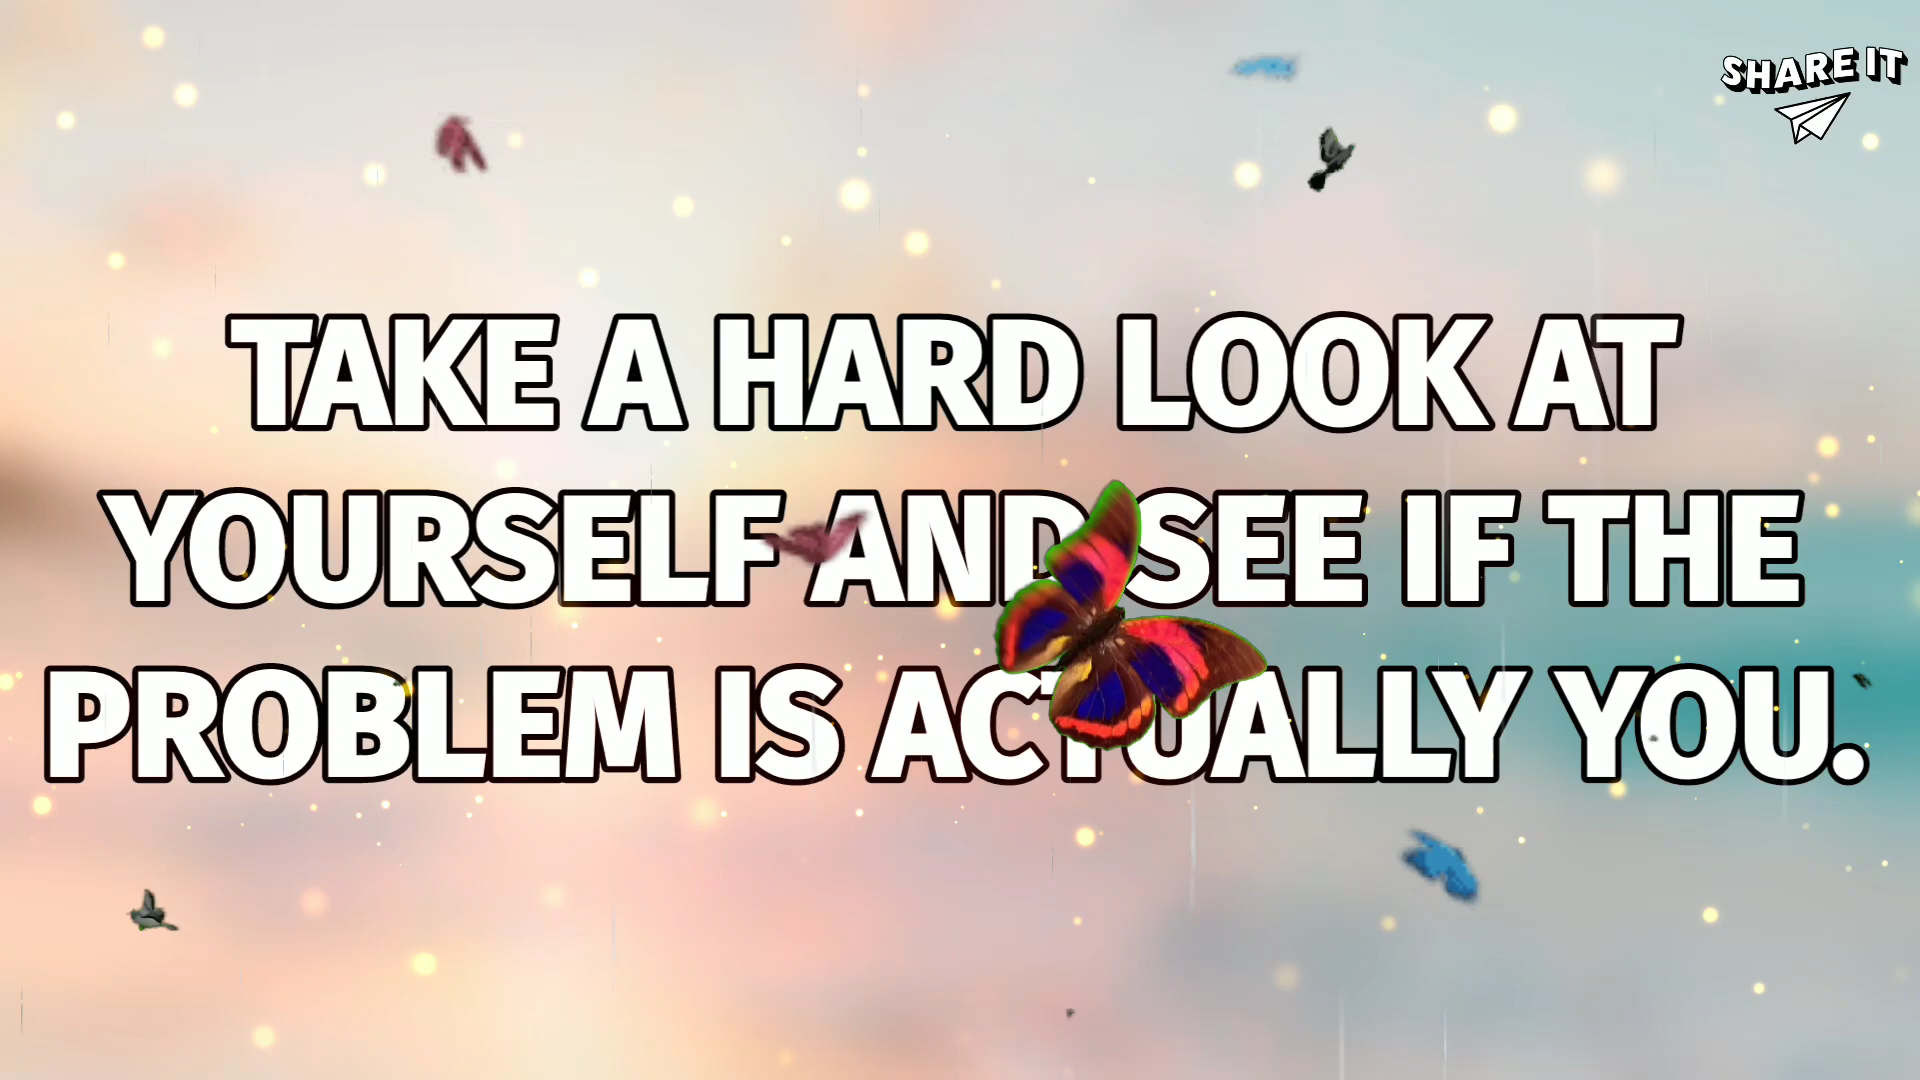 SHARE IT
TAKE A HARD LOOK AT
YOURSELF AND SEE IF THE
PROBLEM IS ACTUALLY YOU.